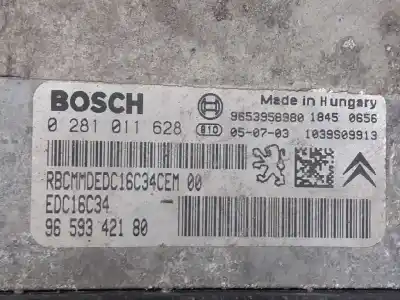 BOSCH
Made in Hungary
9653958980 1845 0656
0 281 011 628
810 05-07-03 1039S09913
RBCMMDEDC16C34CEM 00
EDC16C34
96 593 421 80